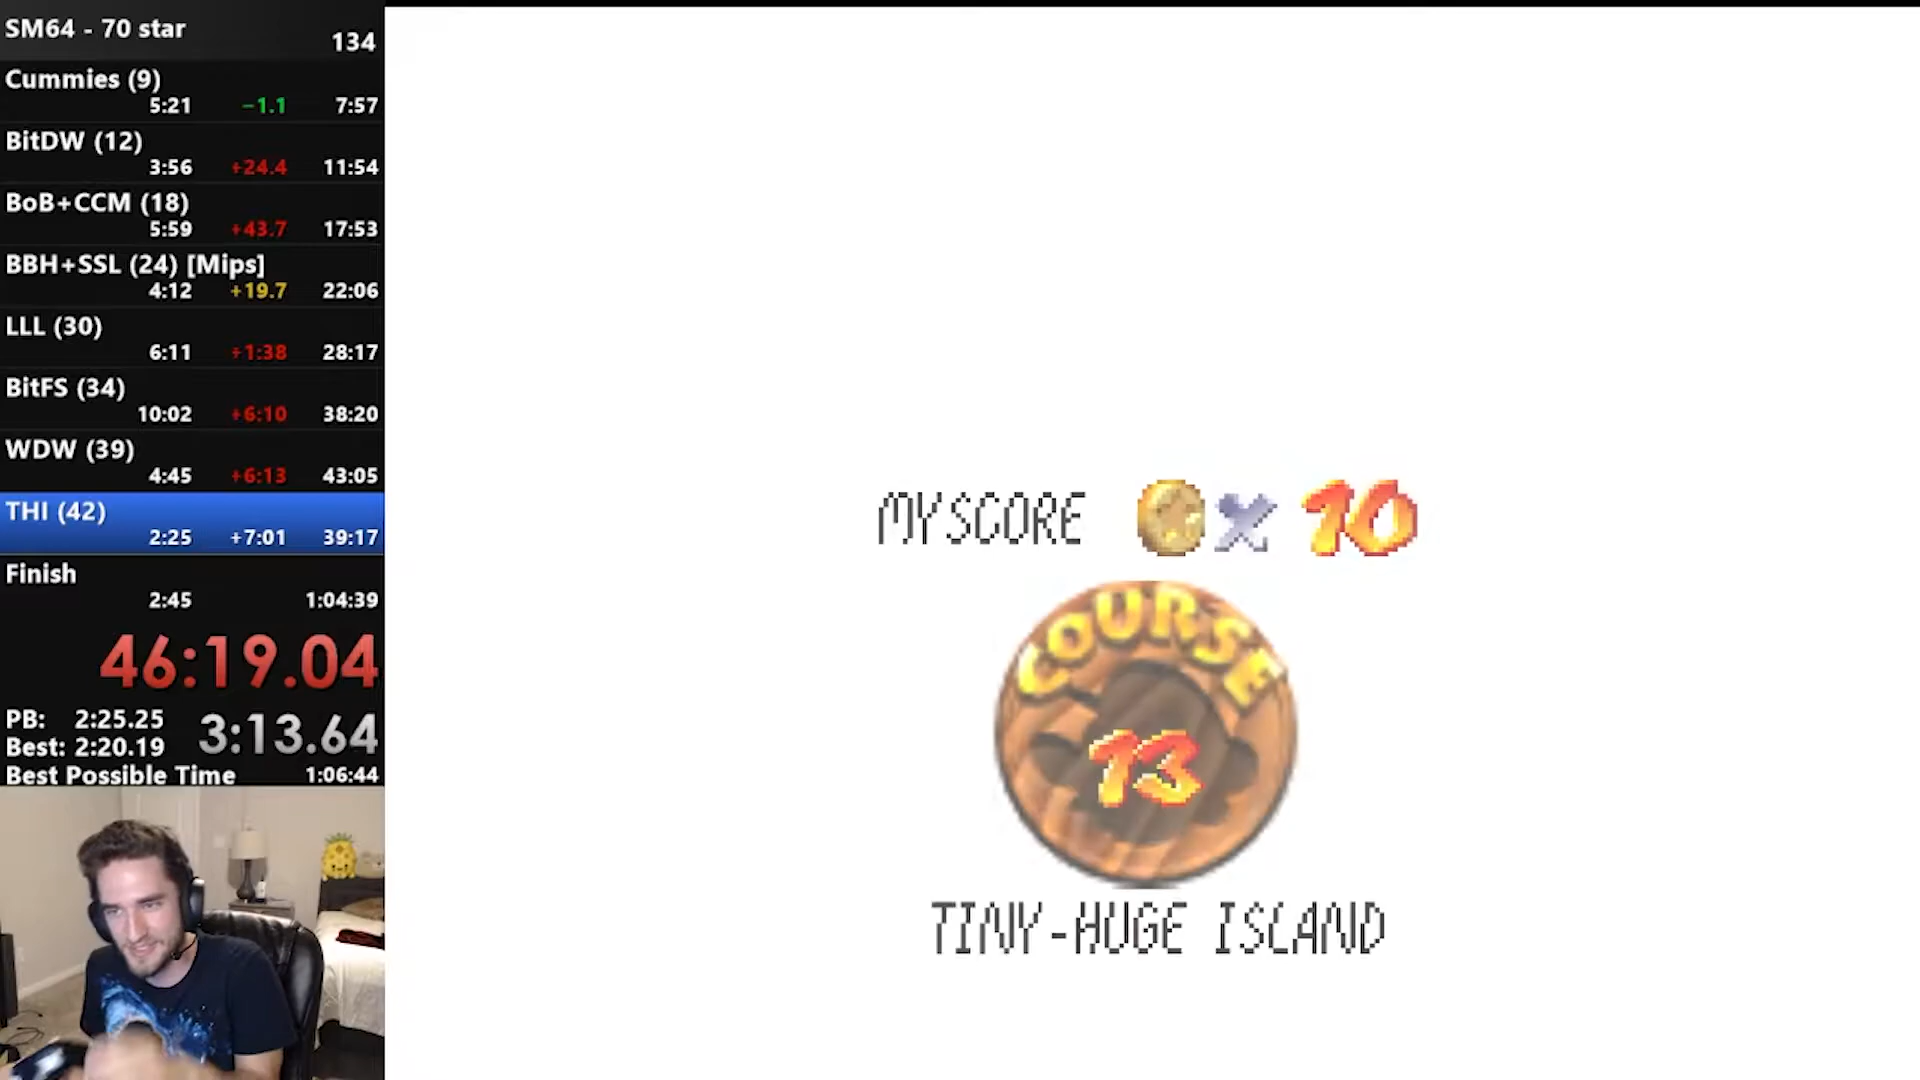 SM64 - 70 star
134
Cummies (9)
5:21 −1.1 7:57
BitDW (12)
3:56 +24.4 11:54
BoB+CCM (18)
5:59 +43.7 17:53
BBH+SSL (24) [Mips]
4:12 +19.7 22:06
LLL (30)
6:11 +1:38 28:17
BitFS (34)
10:02 +6:10 38:20
WDW (39)
4:45 +6:13 43:05
THI (42)
2:25 +7:01 39:17
Finish
2:45 1:04:39
46:19.04
PB: 2:25.25
Best: 2:20.19
3:13.64
Best Possible Time 1:06:44
MYSCORE × 10
COURSE
13
TINY-HUGE ISLAND